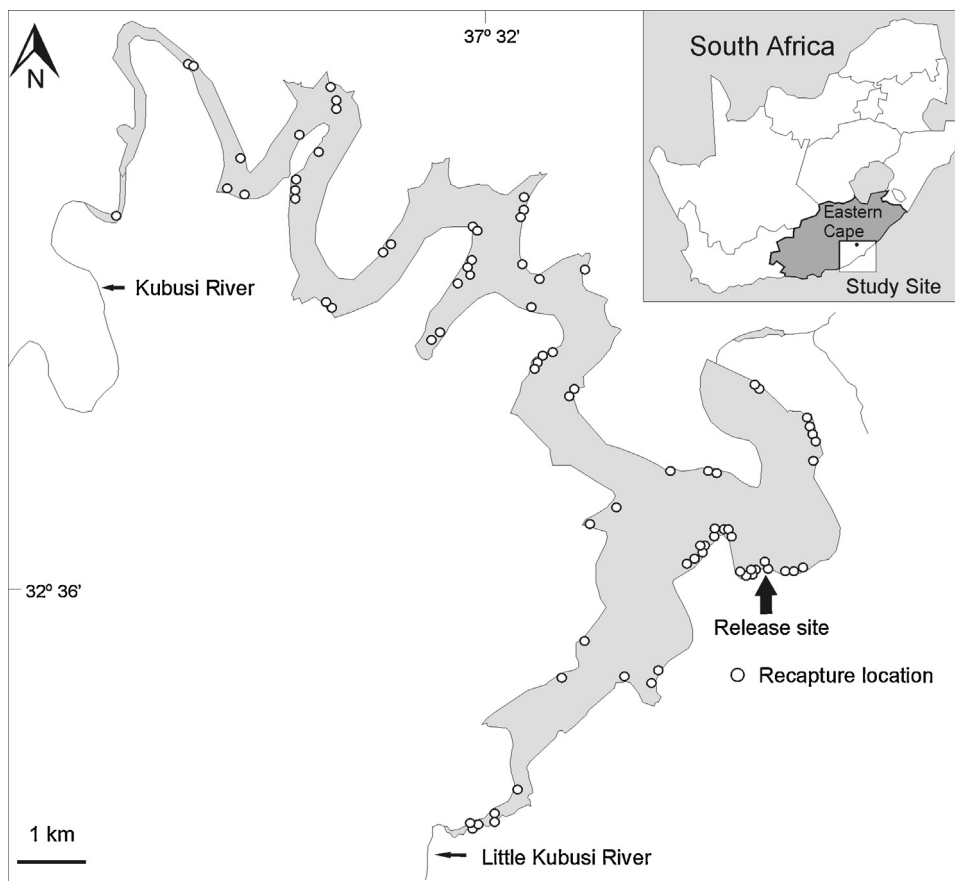 37º 32'
South Africa
N
Eastern
Cape
Study Site
Kubusi River
32º 36'
Release site
Recapture location
1 km
Little Kubusi River